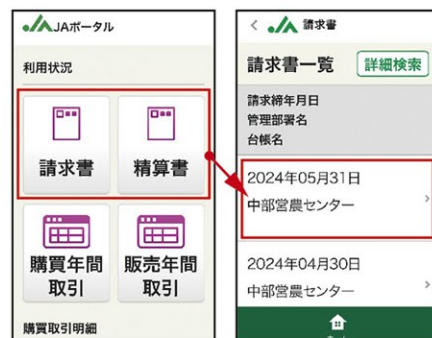 JAポータル
利用状況
請求書
精算書
購買年間
取引
販売年間
取引
購買取引明細
請求書
請求書一覧
詳細検索
請求締年月日
管理部署名
台帳名
2024年05月31日
中部営農センター
2024年04月30日
中部営農センター